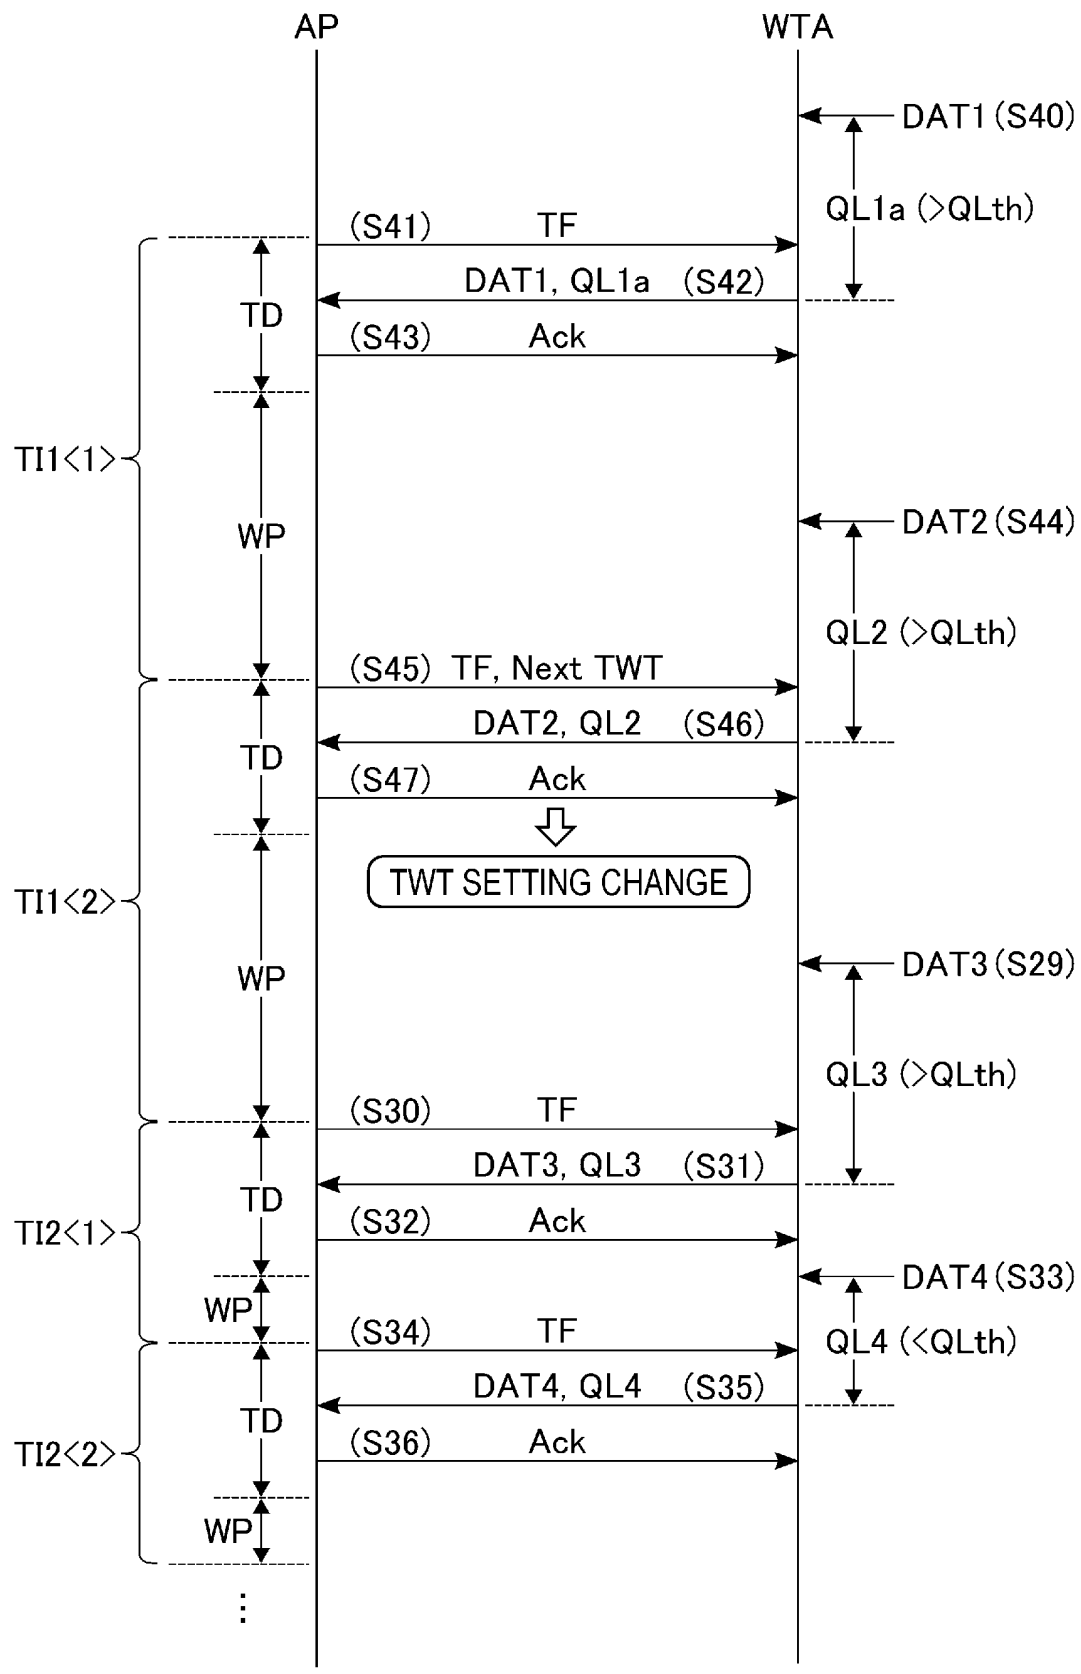 AP
WTA
DAT1 (S40)
QL1a (>QLth)
(S41) TF
DAT1, QL1a (S42)
TD
(S43) Ack
TI1<1>
WP
DAT2 (S44)
QL2 (>QLth)
(S45) TF, Next TWT
DAT2, QL2 (S46)
TD
(S47) Ack
TWT SETTING CHANGE
TI1<2>
WP
DAT3 (S29)
QL3 (>QLth)
(S30) TF
DAT3, QL3 (S31)
TD
(S32) Ack
TI2<1>
DAT4 (S33)
WP
(S34) TF
QL4 (<QLth)
DAT4, QL4 (S35)
TD
(S36) Ack
TI2<2>
WP
⋮